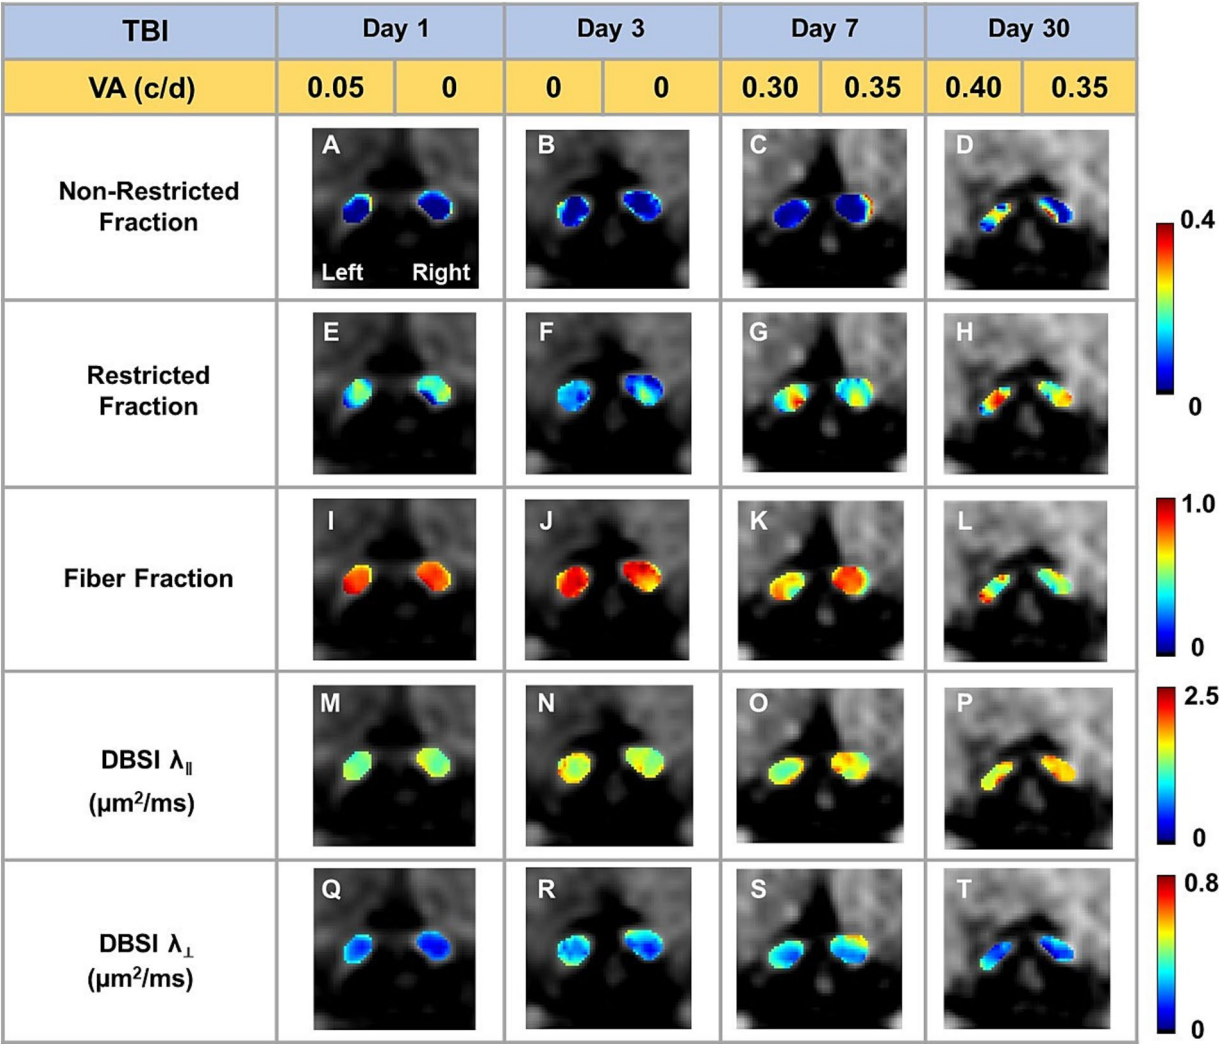 TBI Day 1 Day 3 Day 7 Day 30
VA (c/d) 0.05 0 0 0 0.30 0.35 0.40 0.35
A B C D
Non-Restricted
Fraction
Left Right
0.4
0
E F G H
Restricted
Fraction
I J K L
Fiber Fraction
1.0
0
M N O P
DBSI λ∥
(µm²/ms)
2.5
0
Q R S T
DBSI λ⊥
(µm²/ms)
0.8
0